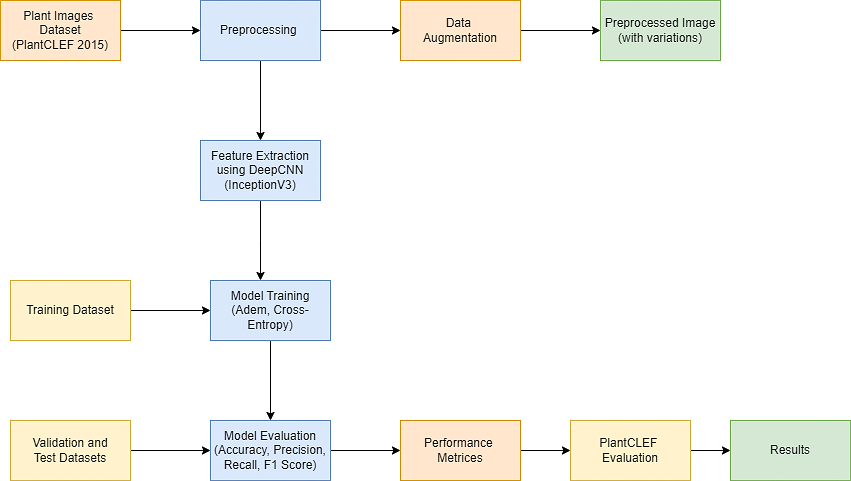 Plant Images
Dataset
(PlantCLEF 2015)
Preprocessing
Data
Augmentation
Preprocessed Image
(with variations)
Feature Extraction
using DeepCNN
(InceptionV3)
Training Dataset
Model Training
(Adem, Cross-
Entropy)
Validation and
Test Datasets
Model Evaluation
(Accuracy, Precision,
Recall, F1 Score)
Performance
Metrices
PlantCLEF
Evaluation
Results